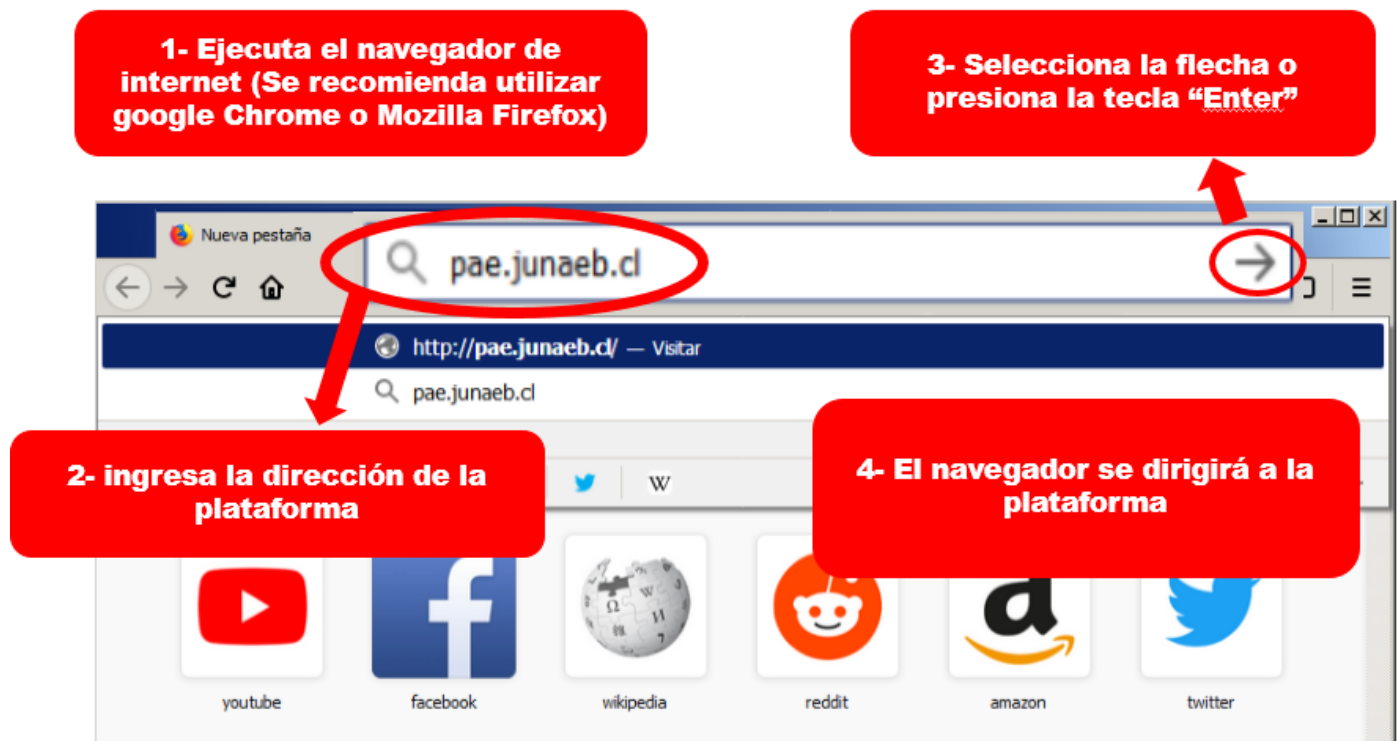 1- Ejecuta el navegador de
internet (Se recomienda utilizar
google Chrome o Mozilla Firefox)
3- Selecciona la flecha o
presiona la tecla “Enter”
Nueva pestaña
pae.junaeb.cl
http://pae.junaeb.cl/ — Visitar
pae.junaeb.cl
2- ingresa la dirección de la
plataforma
W
4- El navegador se dirigirá a la
plataforma
youtube
facebook
wikipedia
reddit
amazon
twitter